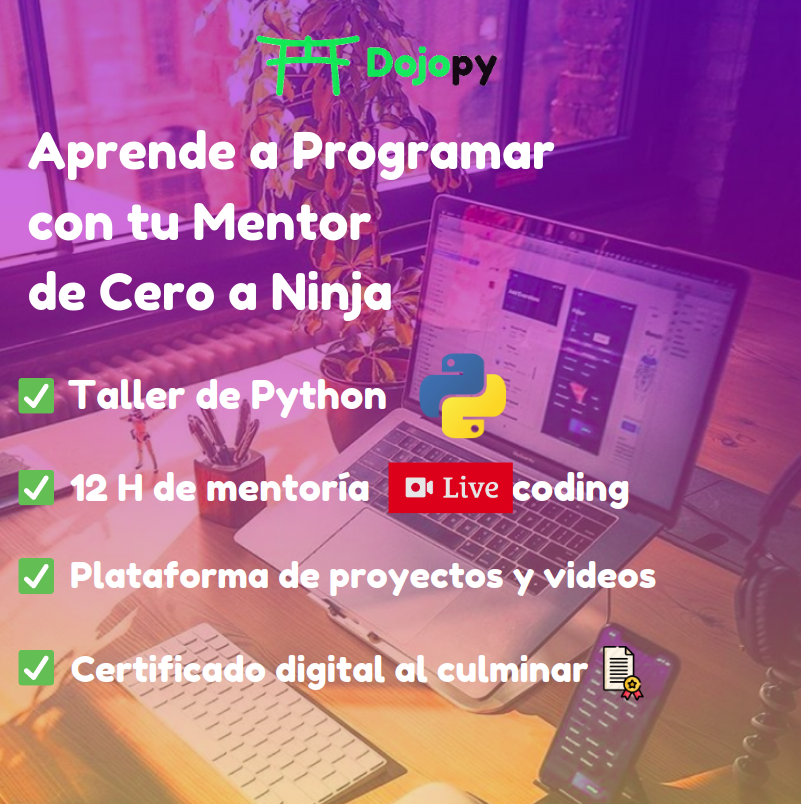 Dojopy
Aprende a Programar
con tu Mentor
de Cero a Ninja
Taller de Python
12 H de mentoría Live coding
Plataforma de proyectos y videos
Certificado digital al culminar